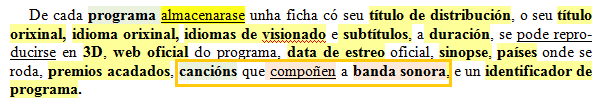 De cada programa almacenarase unha ficha có seu título de distribución, o seu título
orixinal, idioma orixinal, idiomas de visionado e subtítulos, a duración, se pode repro-
ducirse en 3D, web oficial do programa, data de estreo oficial, sinopse, países onde se
roda, premios acadados, cancións que compoñen a banda sonora, e un identificador de
programa.